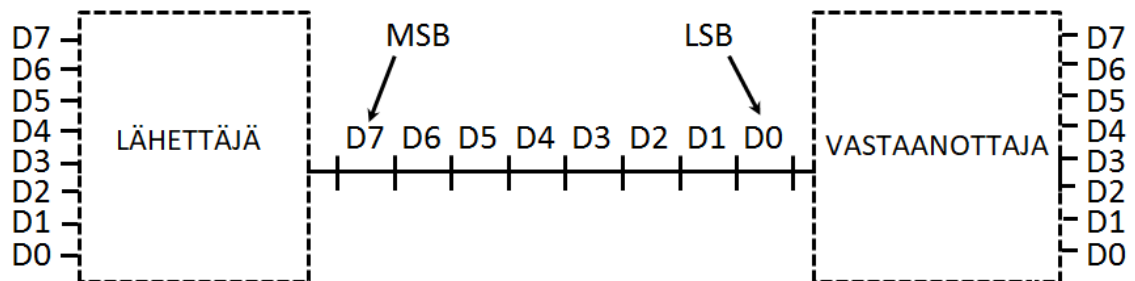 MSB LSB
D7 D6 D5 D4 D3 D2 D1 D0
D7
D6
D5
D4
D3
D2
D1
D0
LÄHETTÄJÄ
VASTAANOTTAJA
D7
D6
D5
D4
D3
D2
D1
D0